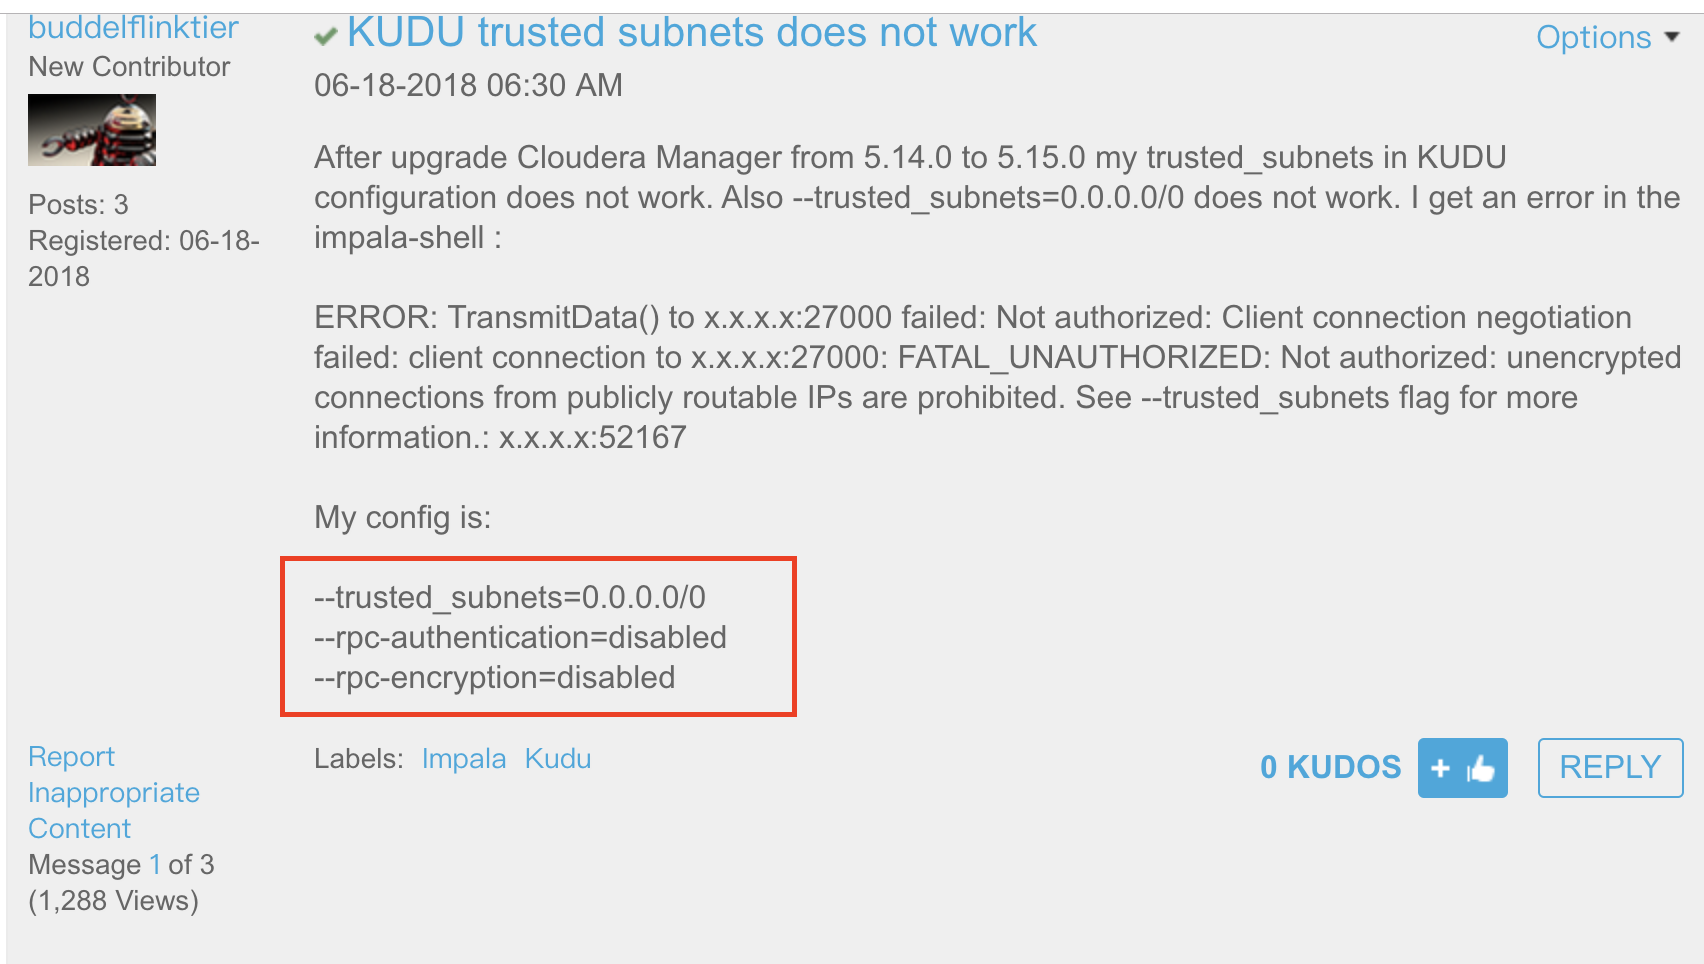 buddelflinktier
New Contributor
Posts: 3
Registered: 06-18-
2018
KUDU trusted subnets does not work
Options
06-18-2018 06:30 AM
After upgrade Cloudera Manager from 5.14.0 to 5.15.0 my trusted_subnets in KUDU
configuration does not work. Also --trusted_subnets=0.0.0.0/0 does not work. I get an error in the
impala-shell :
ERROR: TransmitData() to x.x.x.x:27000 failed: Not authorized: Client connection negotiation
failed: client connection to x.x.x.x:27000: FATAL_UNAUTHORIZED: Not authorized: unencrypted
connections from publicly routable IPs are prohibited. See --trusted_subnets flag for more
information.: x.x.x.x:52167
My config is:
--trusted_subnets=0.0.0.0/0
--rpc-authentication=disabled
--rpc-encryption=disabled
Report
Inappropriate
Content
Message 1 of 3
(1,288 Views)
Labels: Impala Kudu
0 KUDOS
+
REPLY